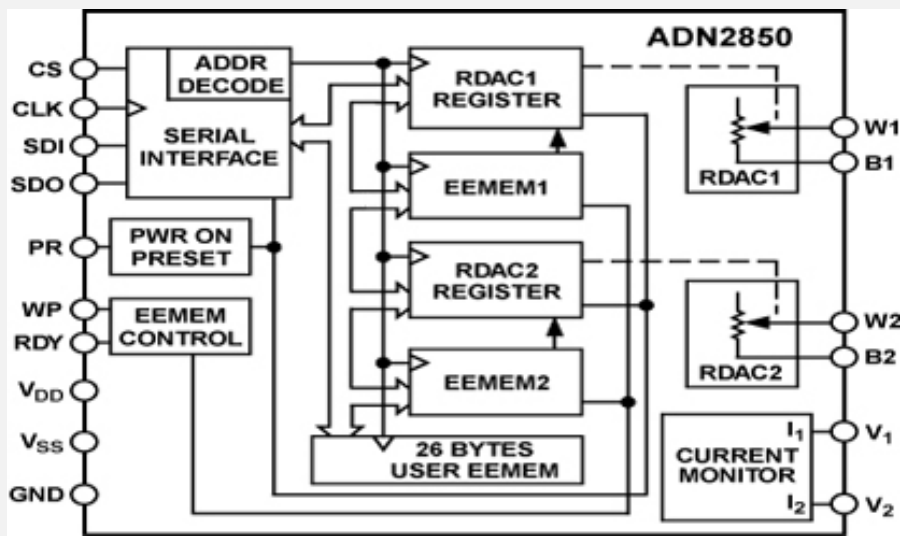 ADN2850
CS
CLK
SDI
SDO
PR
WP
RDY
VDD
VSS
GND
ADDR
DECODE
SERIAL
INTERFACE
PWR ON
PRESET
EEMEM
CONTROL
RDAC1
REGISTER
EEMEM1
RDAC2
REGISTER
EEMEM2
26 BYTES
USER EEMEM
RDAC1
RDAC2
CURRENT
MONITOR
I1
I2
W1
B1
W2
B2
V1
V2